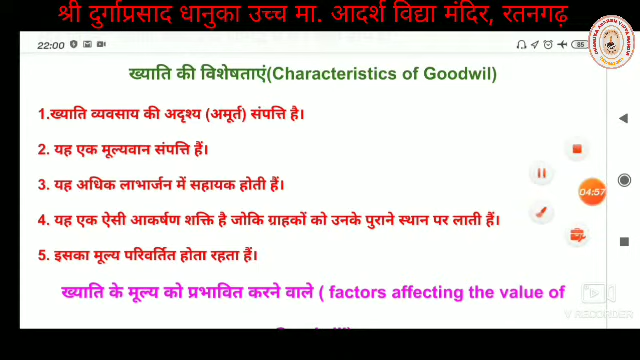 श्री दुर्गाप्रसाद धानुका उच्च मा. आदर्श विद्या मंदिर, रतनगढ़
22:00
85
ख्याति की विशेषताएं(Characteristics of Goodwil)
1.ख्याति व्यवसाय की अदृश्य (अमूर्त) संपत्ति है।
2. यह एक मूल्यवान संपत्ति हैं।
3. यह अधिक लाभार्जन में सहायक होती हैं।
04:57
4. यह एक ऐसी आकर्षण शक्ति है जोकि ग्राहकों को उनके पुराने स्थान पर लाती हैं।
5. इसका मूल्य परिवर्तित होता रहता हैं।
ख्याति के मूल्य को प्रभावित करने वाले ( factors affecting the value of
V RECORDER